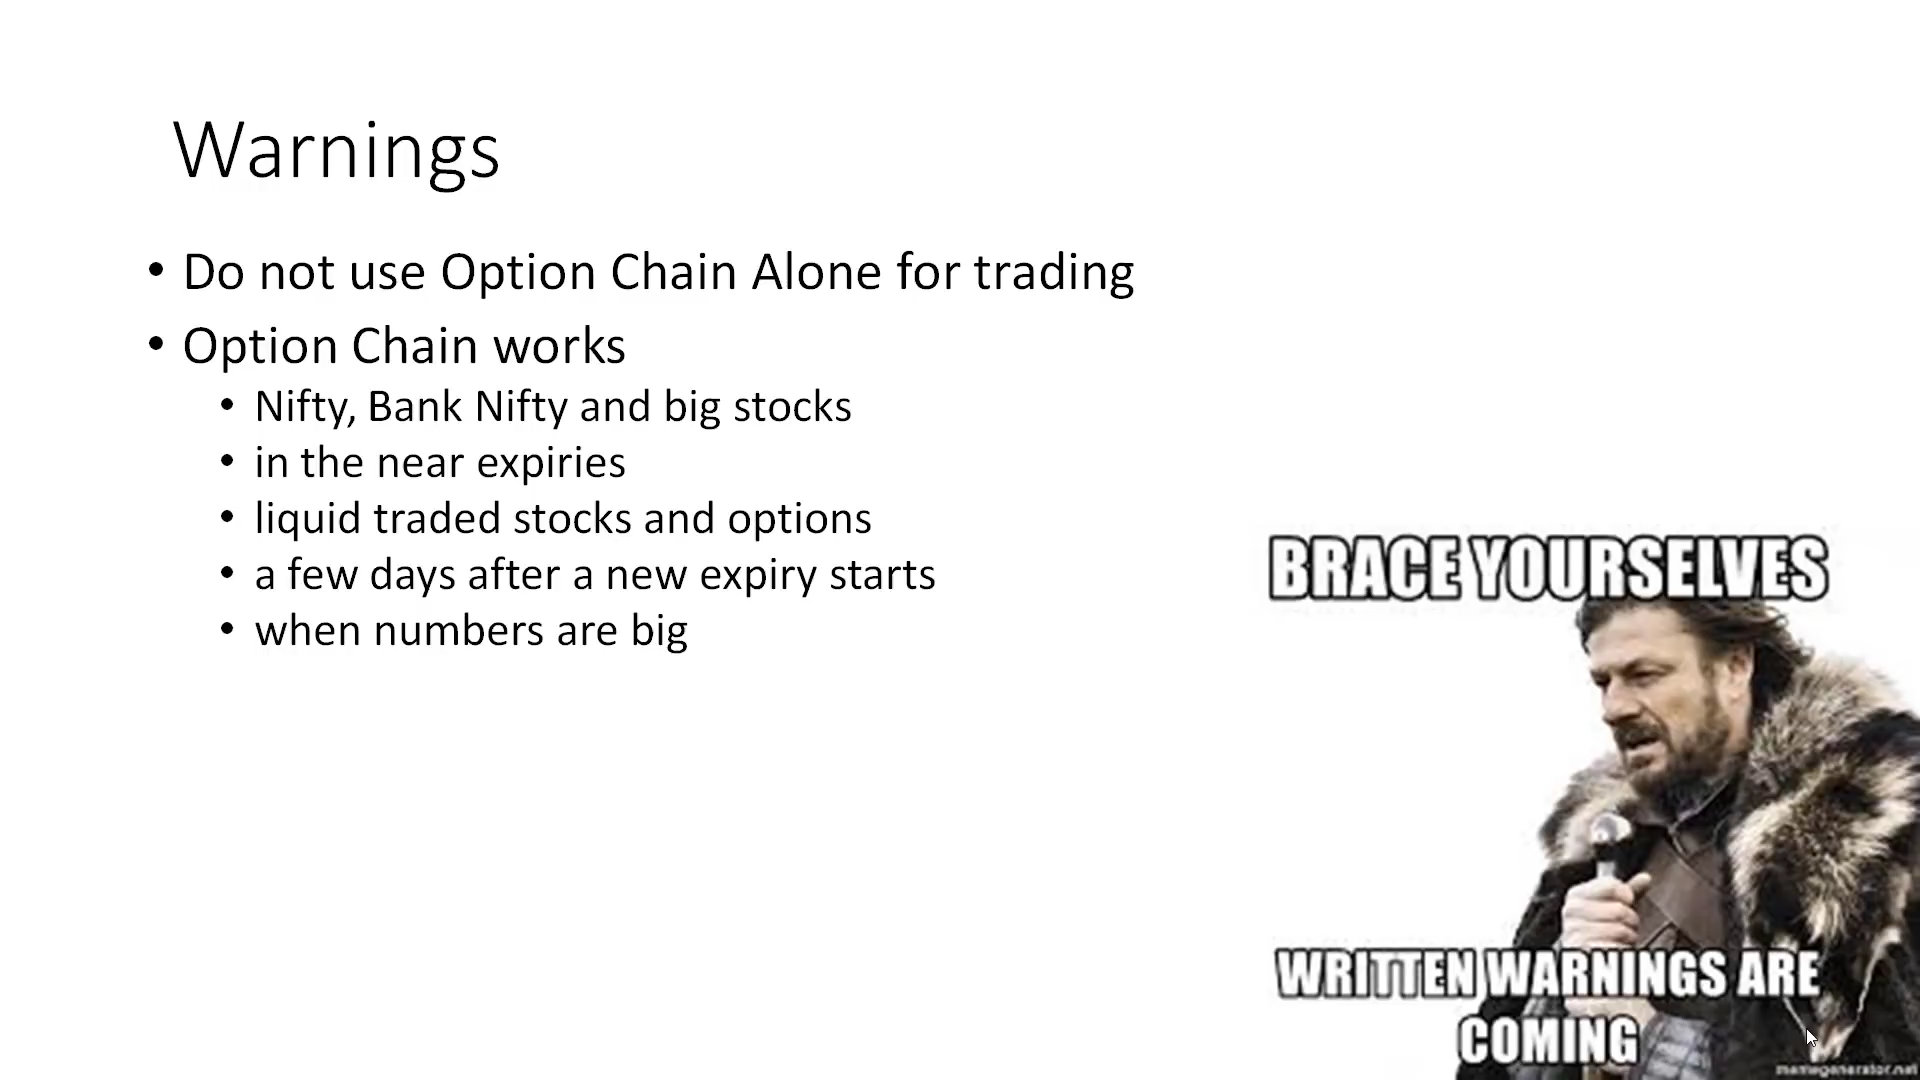 Warnings
• Do not use Option Chain Alone for trading
• Option Chain works
• Nifty, Bank Nifty and big stocks
• in the near expiries
• liquid traded stocks and options
• a few days after a new expiry starts
• when numbers are big
BRACE YOURSELVES
WRITTEN WARNINGS ARE
COMING
memegenerator.net